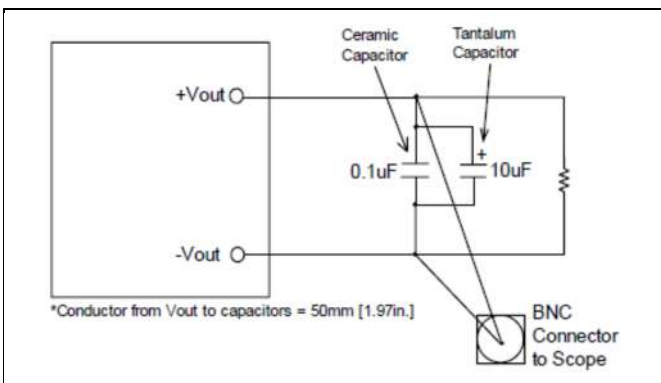 Ceramic
Capacitor
Tantalum
Capacitor
+Vout
0.1uF
+
10uF
-Vout
*Conductor from Vout to capacitors = 50mm [1.97in.]
BNC
Connector
to Scope